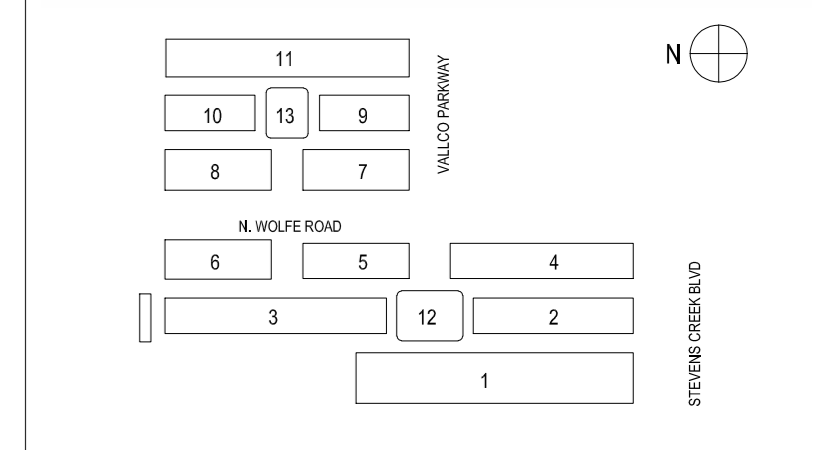 11
N
10 13 9
VALLCO PARKWAY
8 7
N. WOLFE ROAD
6 5 4
3 12 2
STEVENS CREEK BLVD
1